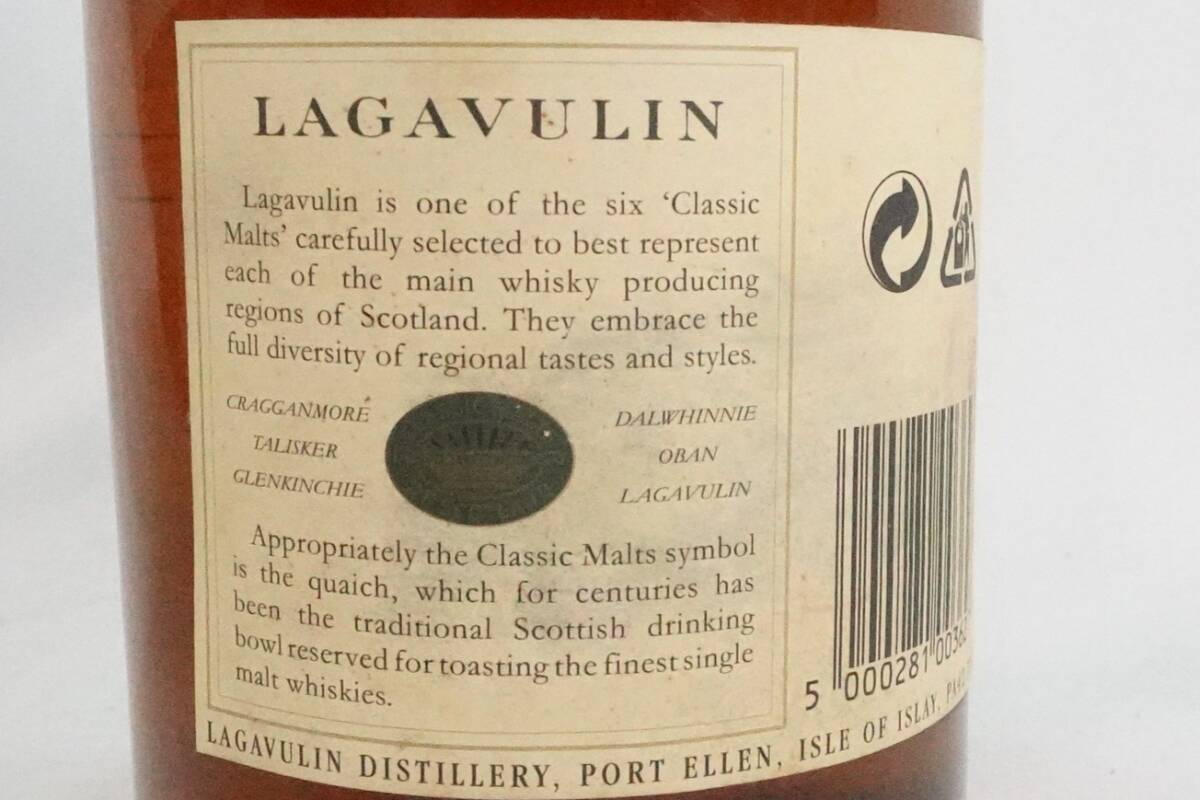 LAGAVULIN
Lagavulin is one of the six ‘Classic
Malts’ carefully selected to best represent
each of the main whisky producing
regions of Scotland. They embrace the
full diversity of regional tastes and styles.
CRAGGANMORE
TALISKER
GLENKINCHIE
DALWHINNIE
OBAN
LAGAVULIN
Appropriately the Classic Malts symbol
is the quaich, which for centuries has
been the traditional Scottish drinking
bowl reserved for toasting the finest single
malt whiskies.
5 000281 0036
LAGAVULIN DISTILLERY, PORT ELLEN, ISLE OF ISLAY,